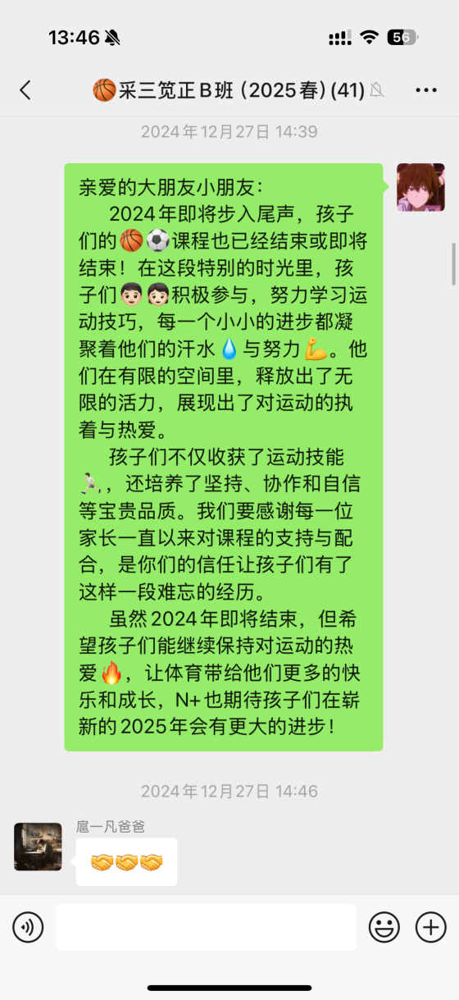 13:46
56
🏀采三笕正B班（2025春）(41)
2024年12月27日 14:39
亲爱的大朋友小朋友：
2024年即将步入尾声，孩子
们的🏀⚽课程也已经结束或即将
结束！在这段特别的时光里，孩
子们👦🏻👧🏻积极参与，努力学习运
动技巧，每一个小小的进步都凝
聚着他们的汗水💧与努力💪。他
们在有限的空间里，释放出了无
限的活力，展现出了对运动的执
着与热爱。
孩子们不仅收获了运动技能
🏃🏻，还培养了坚持、协作和自信
等宝贵品质。我们要感谢每一位
家长一直以来对课程的支持与配
合，是你们的信任让孩子们有了
这样一段难忘的经历。
虽然2024年即将结束，但希
望孩子们能继续保持对运动的热
爱🔥，让体育带给他们更多的快
乐和成长，N+也期待孩子们在崭
新的2025年会有更大的进步！
2024年12月27日 14:46
扈一凡爸爸
🤝🤝🤝